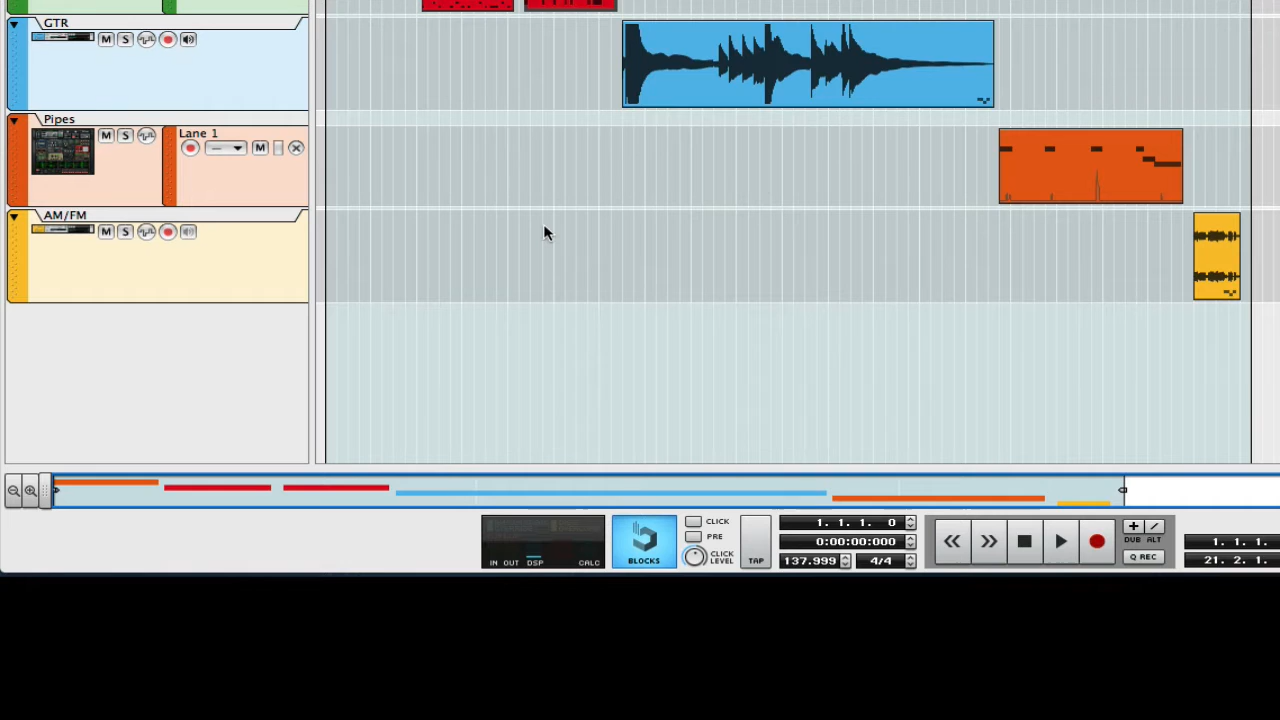 GTR
M S
Pipes
M S
Lane 1
— M
AM/FM
M S
IN OUT DSP CALC
BLOCKS
CLICK
PRE
CLICK
LEVEL
TAP
1. 1. 1. 0
0:00:00:000
137.999 4/4
DUB ALT
Q REC
1. 1. 1.
21. 2. 1.